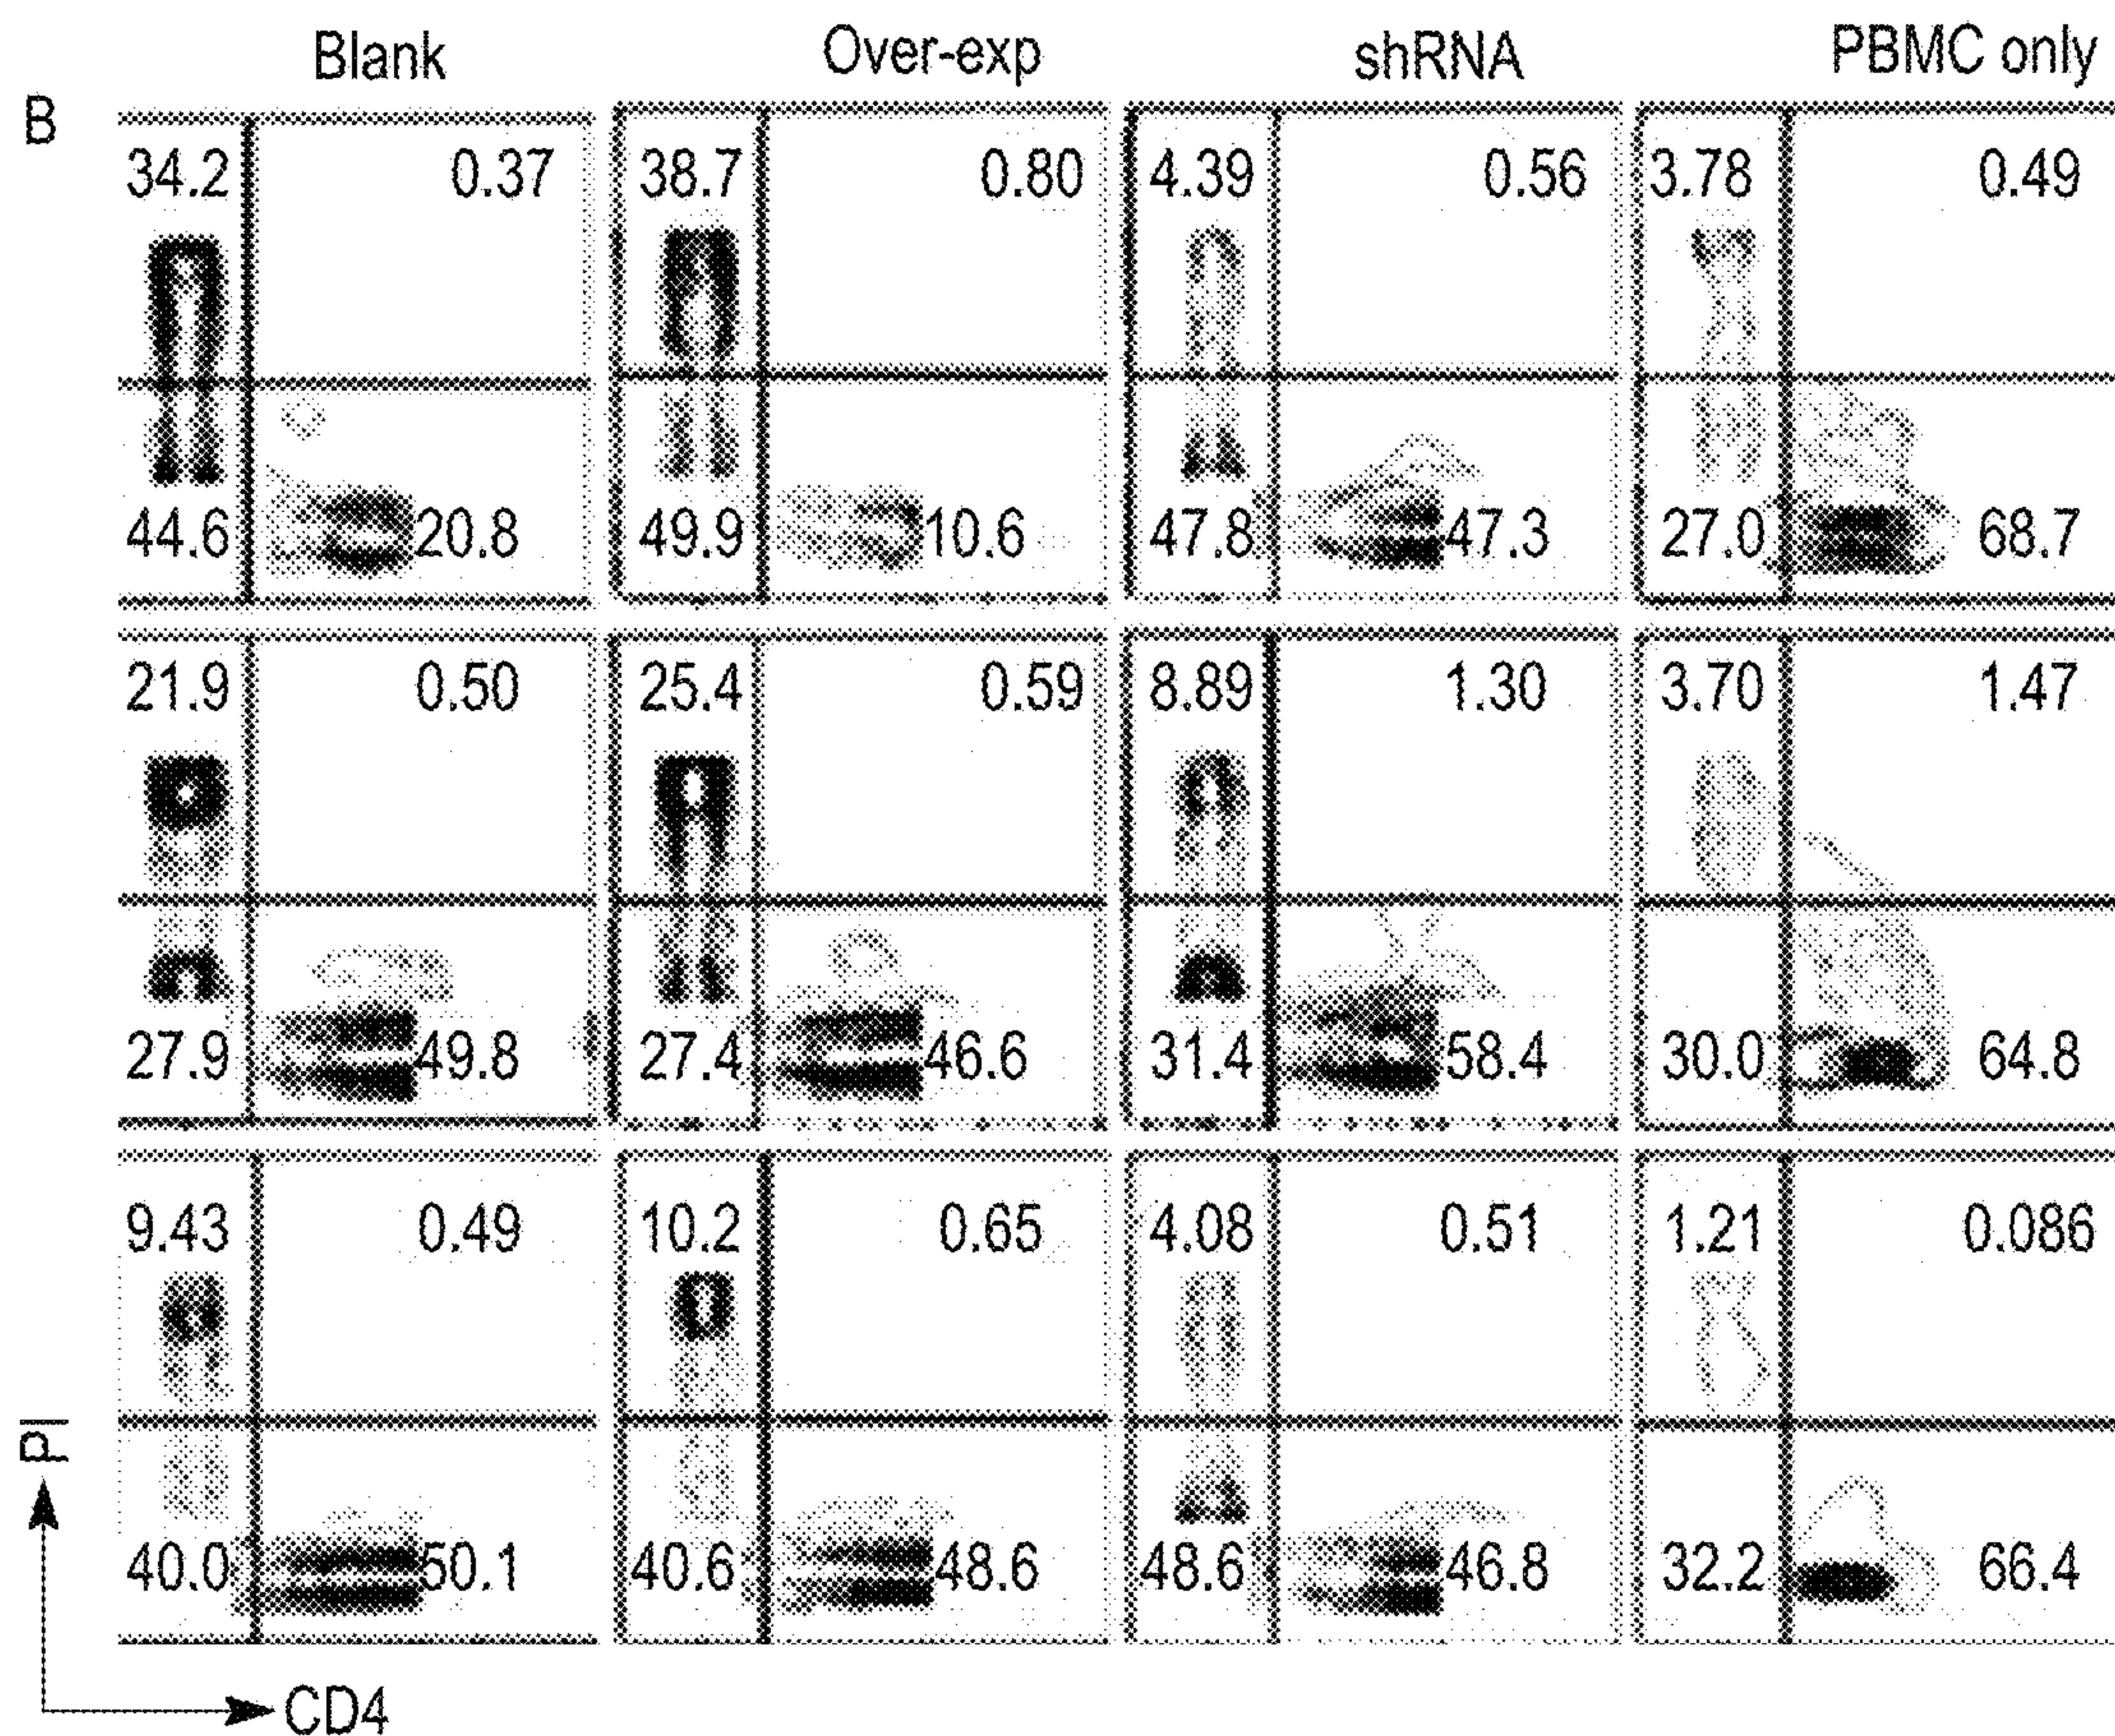 Blank Over-exp shRNA PBMC only
B
34.2 0.37 38.7 0.80 4.39 0.56 3.78 0.49
44.6 20.8 49.9 10.6 47.8 47.3 27.0 68.7
21.9 0.50 25.4 0.59 8.89 1.30 3.70 1.47
27.9 49.8 27.4 46.6 31.4 58.4 30.0 64.8
9.43 0.49 10.2 0.65 4.08 0.51 1.21 0.086
PI
40.0 50.1 40.6 48.6 48.6 46.8 32.2 66.4
CD4